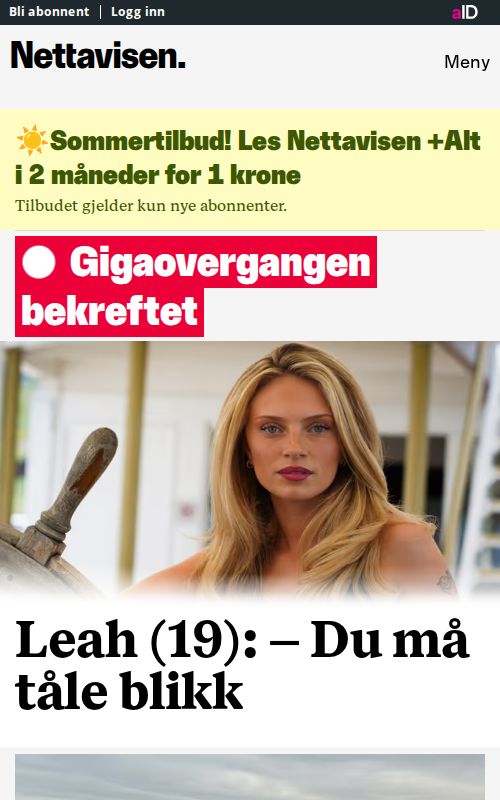 Bli abonnent | Logg inn
aID
Nettavisen.
Meny
☀️Sommertilbud! Les Nettavisen +Alt
i 2 måneder for 1 krone
Tilbudet gjelder kun nye abonnenter.
Gigaovergangen
bekreftet
Leah (19): – Du må
tåle blikk